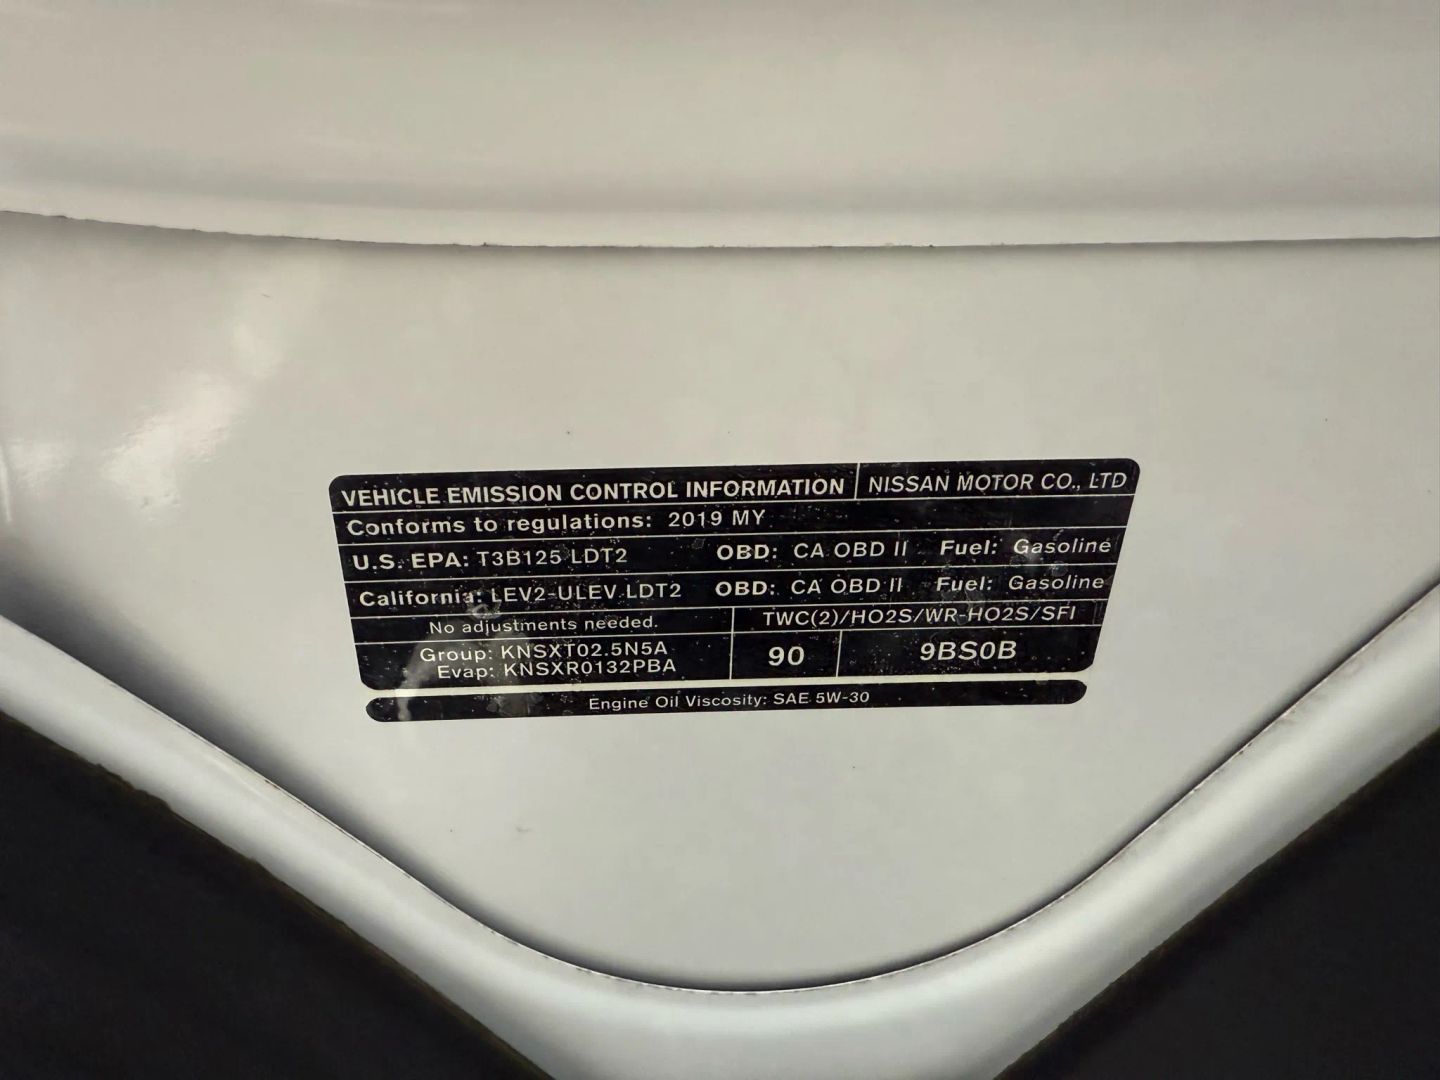 VEHICLE EMISSION CONTROL INFORMATION NISSAN MOTOR CO., LTD
Conforms to regulations: 2019 MY
U.S. EPA: T3B125 LDT2 OBD: CA OBD II Fuel: Gasoline
California: LEV2-ULEV LDT2 OBD: CA OBD II Fuel: Gasoline
No adjustments needed. TWC(2)/HO2S/WR-HO2S/SFI
Group: KNSXT02.5N5A
Evap: KNSXR0132PBA
90 9BS0B
Engine Oil Viscosity: SAE 5W-30